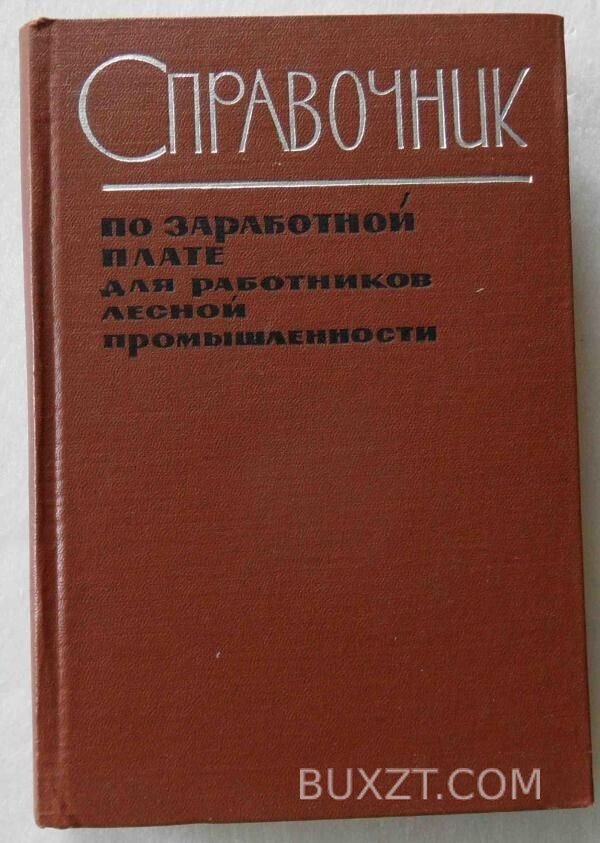 Справочник
по заработной
плате
для работников
лесной
промышленности
BUXZT.COM